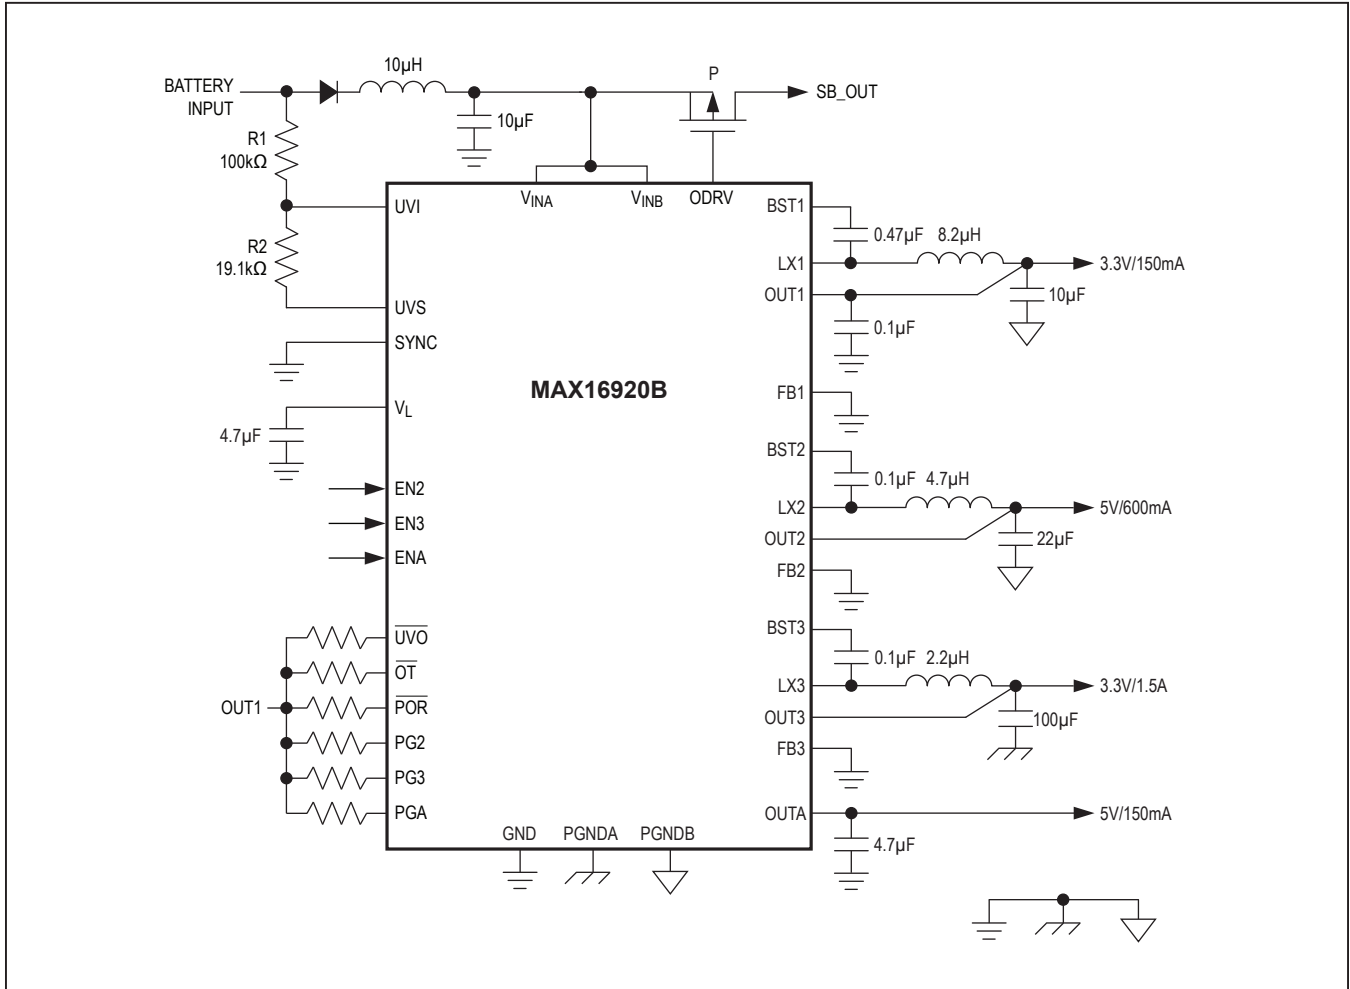 10µH
P
BATTERY
INPUT
SB_OUT
10µF
R1
100kΩ
VINA
VINB
ODRV
UVI
BST1
0.47µF
8.2µH
R2
19.1kΩ
LX1
3.3V/150mA
OUT1
10µF
UVS
0.1µF
SYNC
MAX16920B
FB1
VL
4.7µF
BST2
0.1µF
4.7µH
EN2
LX2
5V/600mA
EN3
OUT2
22µF
ENA
FB2
BST3
UVO
0.1µF
2.2µH
OT
LX3
3.3V/1.5A
OUT1
POR
OUT3
100µF
PG2
FB3
PG3
PGA
OUTA
5V/150mA
GND
PGNDA
PGNDB
4.7µF